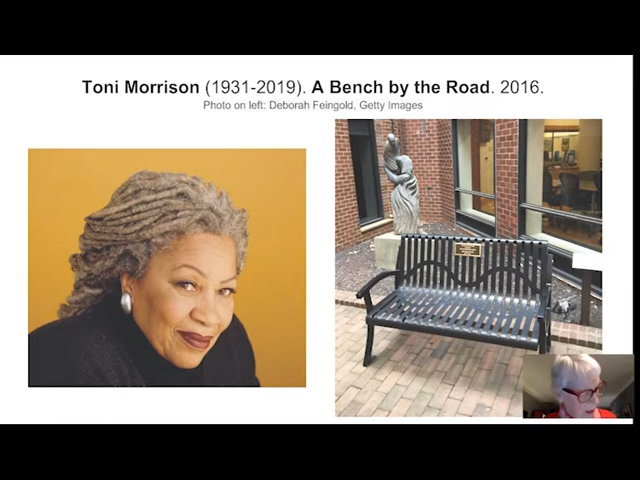 Toni Morrison (1931-2019). A Bench by the Road. 2016.
Photo on left: Deborah Feingold, Getty Images